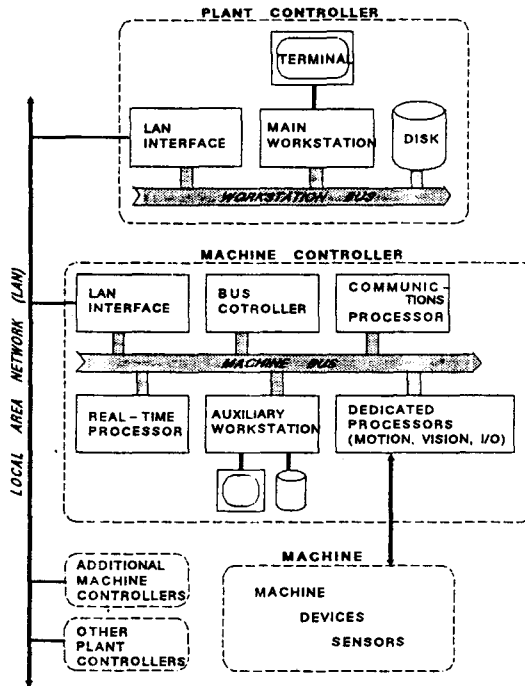 PLANT CONTROLLER
TERMINAL
LAN
INTERFACE
MAIN
WORKSTATION
DISK
WORKSTATION BUS
LOCAL AREA NETWORK (LAN)
MACHINE CONTROLLER
LAN
INTERFACE
BUS
COTROLLER
COMMUNIC-
TIONS
PROCESSOR
MACHINE BUS
REAL-TIME
PROCESSOR
AUXILIARY
WORKSTATION
DEDICATED
PROCESSORS
(MOTION, VISION, I/O)
ADDITIONAL
MACHINE
CONTROLLERS
OTHER
PLANT
CONTROLLERS
MACHINE
MACHINE
DEVICES
SENSORS